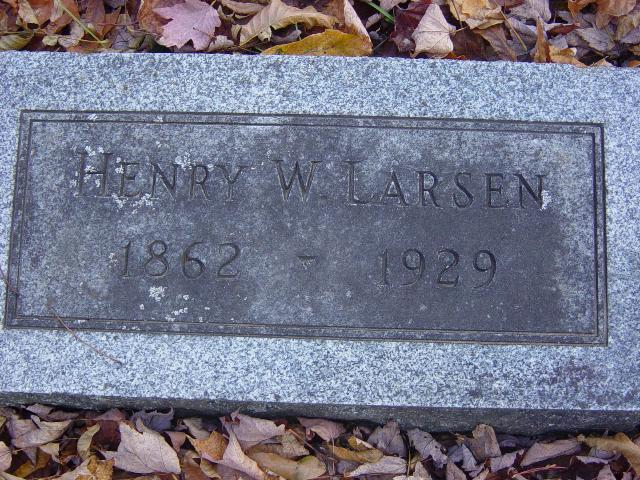 HENRY W. LARSEN
1862 - 1929